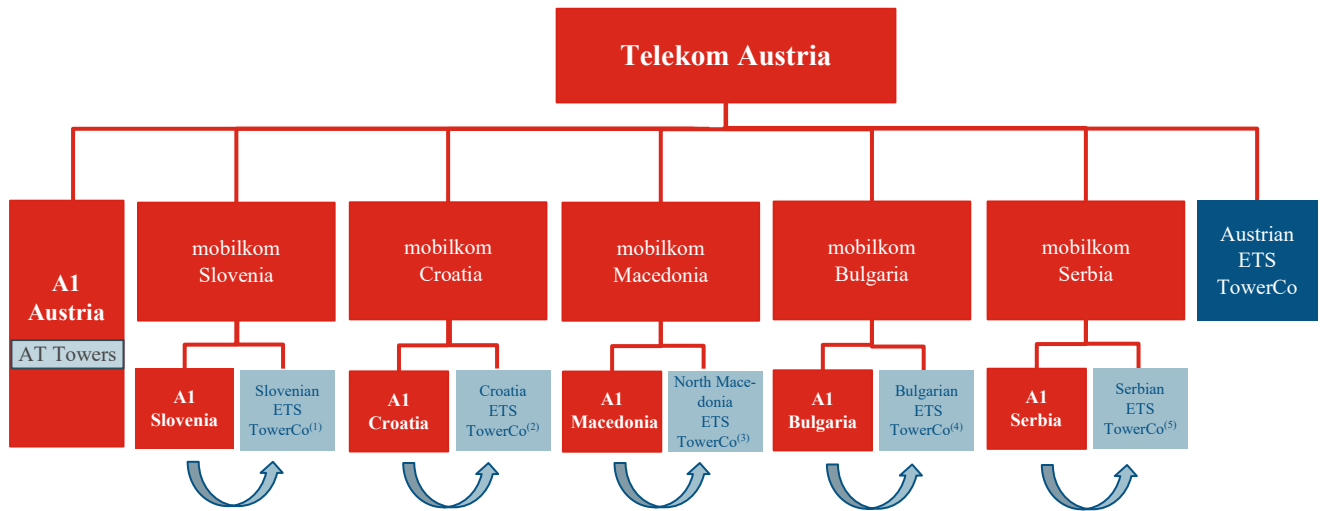 Telekom Austria
A1
Austria
AT Towers
mobilkom
Slovenia
mobilkom
Croatia
mobilkom
Macedonia
mobilkom
Bulgaria
mobilkom
Serbia
Austrian
ETS
TowerCo
A1
Slovenia
Slovenian
ETS
TowerCo(1)
A1
Croatia
Croatia
ETS
TowerCo(2)
A1
Macedonia
North Mace-
donia
ETS
TowerCo(3)
A1
Bulgaria
Bulgarian
ETS
TowerCo(4)
A1
Serbia
Serbian
ETS
TowerCo(5)